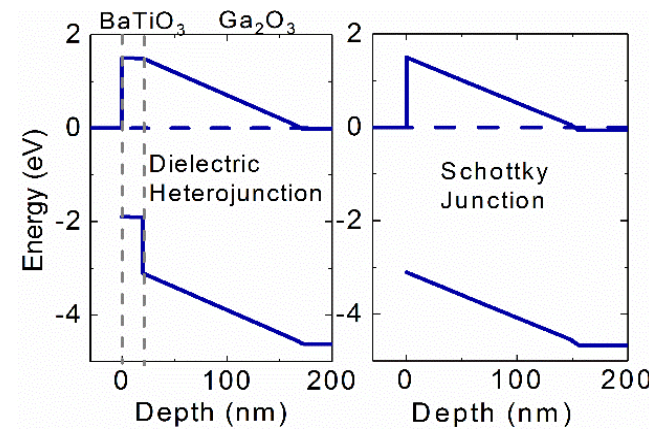 BaTiO₃ Ga₂O₃
2
0
-2
-4
Energy (eV)
Dielectric
Heterojunction
0 100 200
Depth (nm)
2
0
-2
-4
Schottky
Junction
0 100 200
Depth (nm)